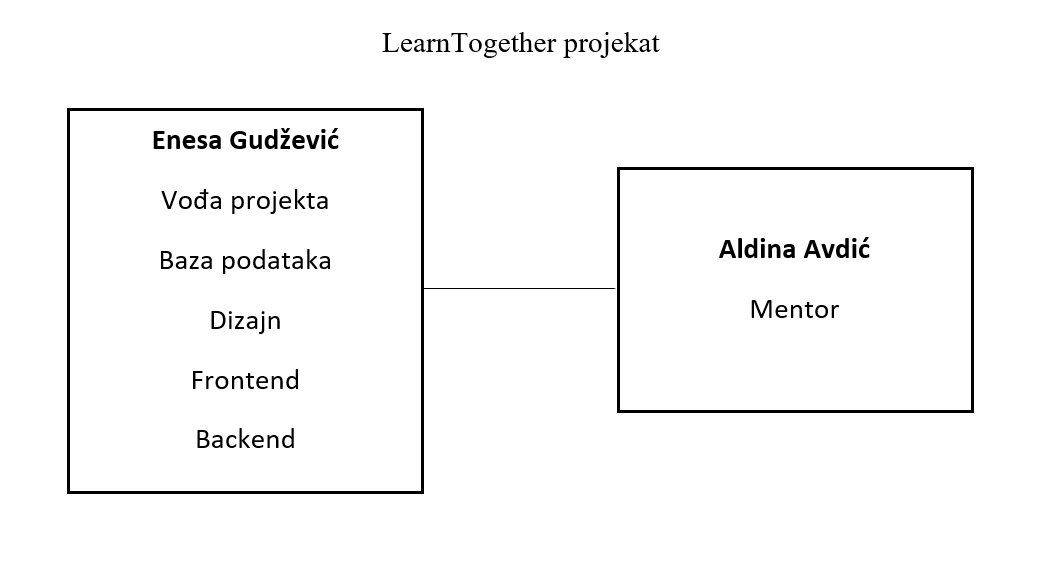 LearnTogether projekat
Enesa Gudžević
Vođa projekta
Baza podataka
Dizajn
Frontend
Backend
Aldina Avdić
Mentor